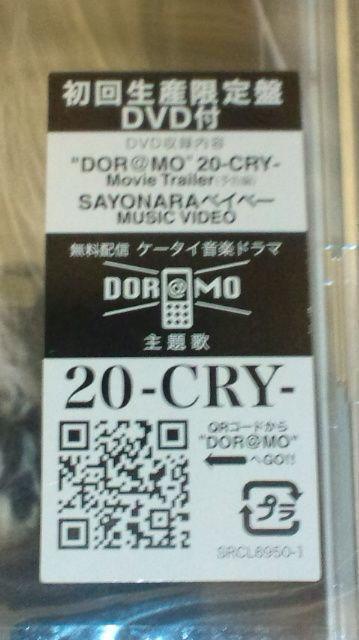 初回生産限定盤
DVD付
DVD収録内容
"DOR@MO" 20-CRY-
Movie Trailer(予告編)
SAYONARAベイベー
MUSIC VIDEO
無料配信 ケータイ音楽ドラマ
DOR@MO
主題歌
20-CRY-
QRコードから
"DOR@MO"
へGO!!
プラ
SRCL6950-1